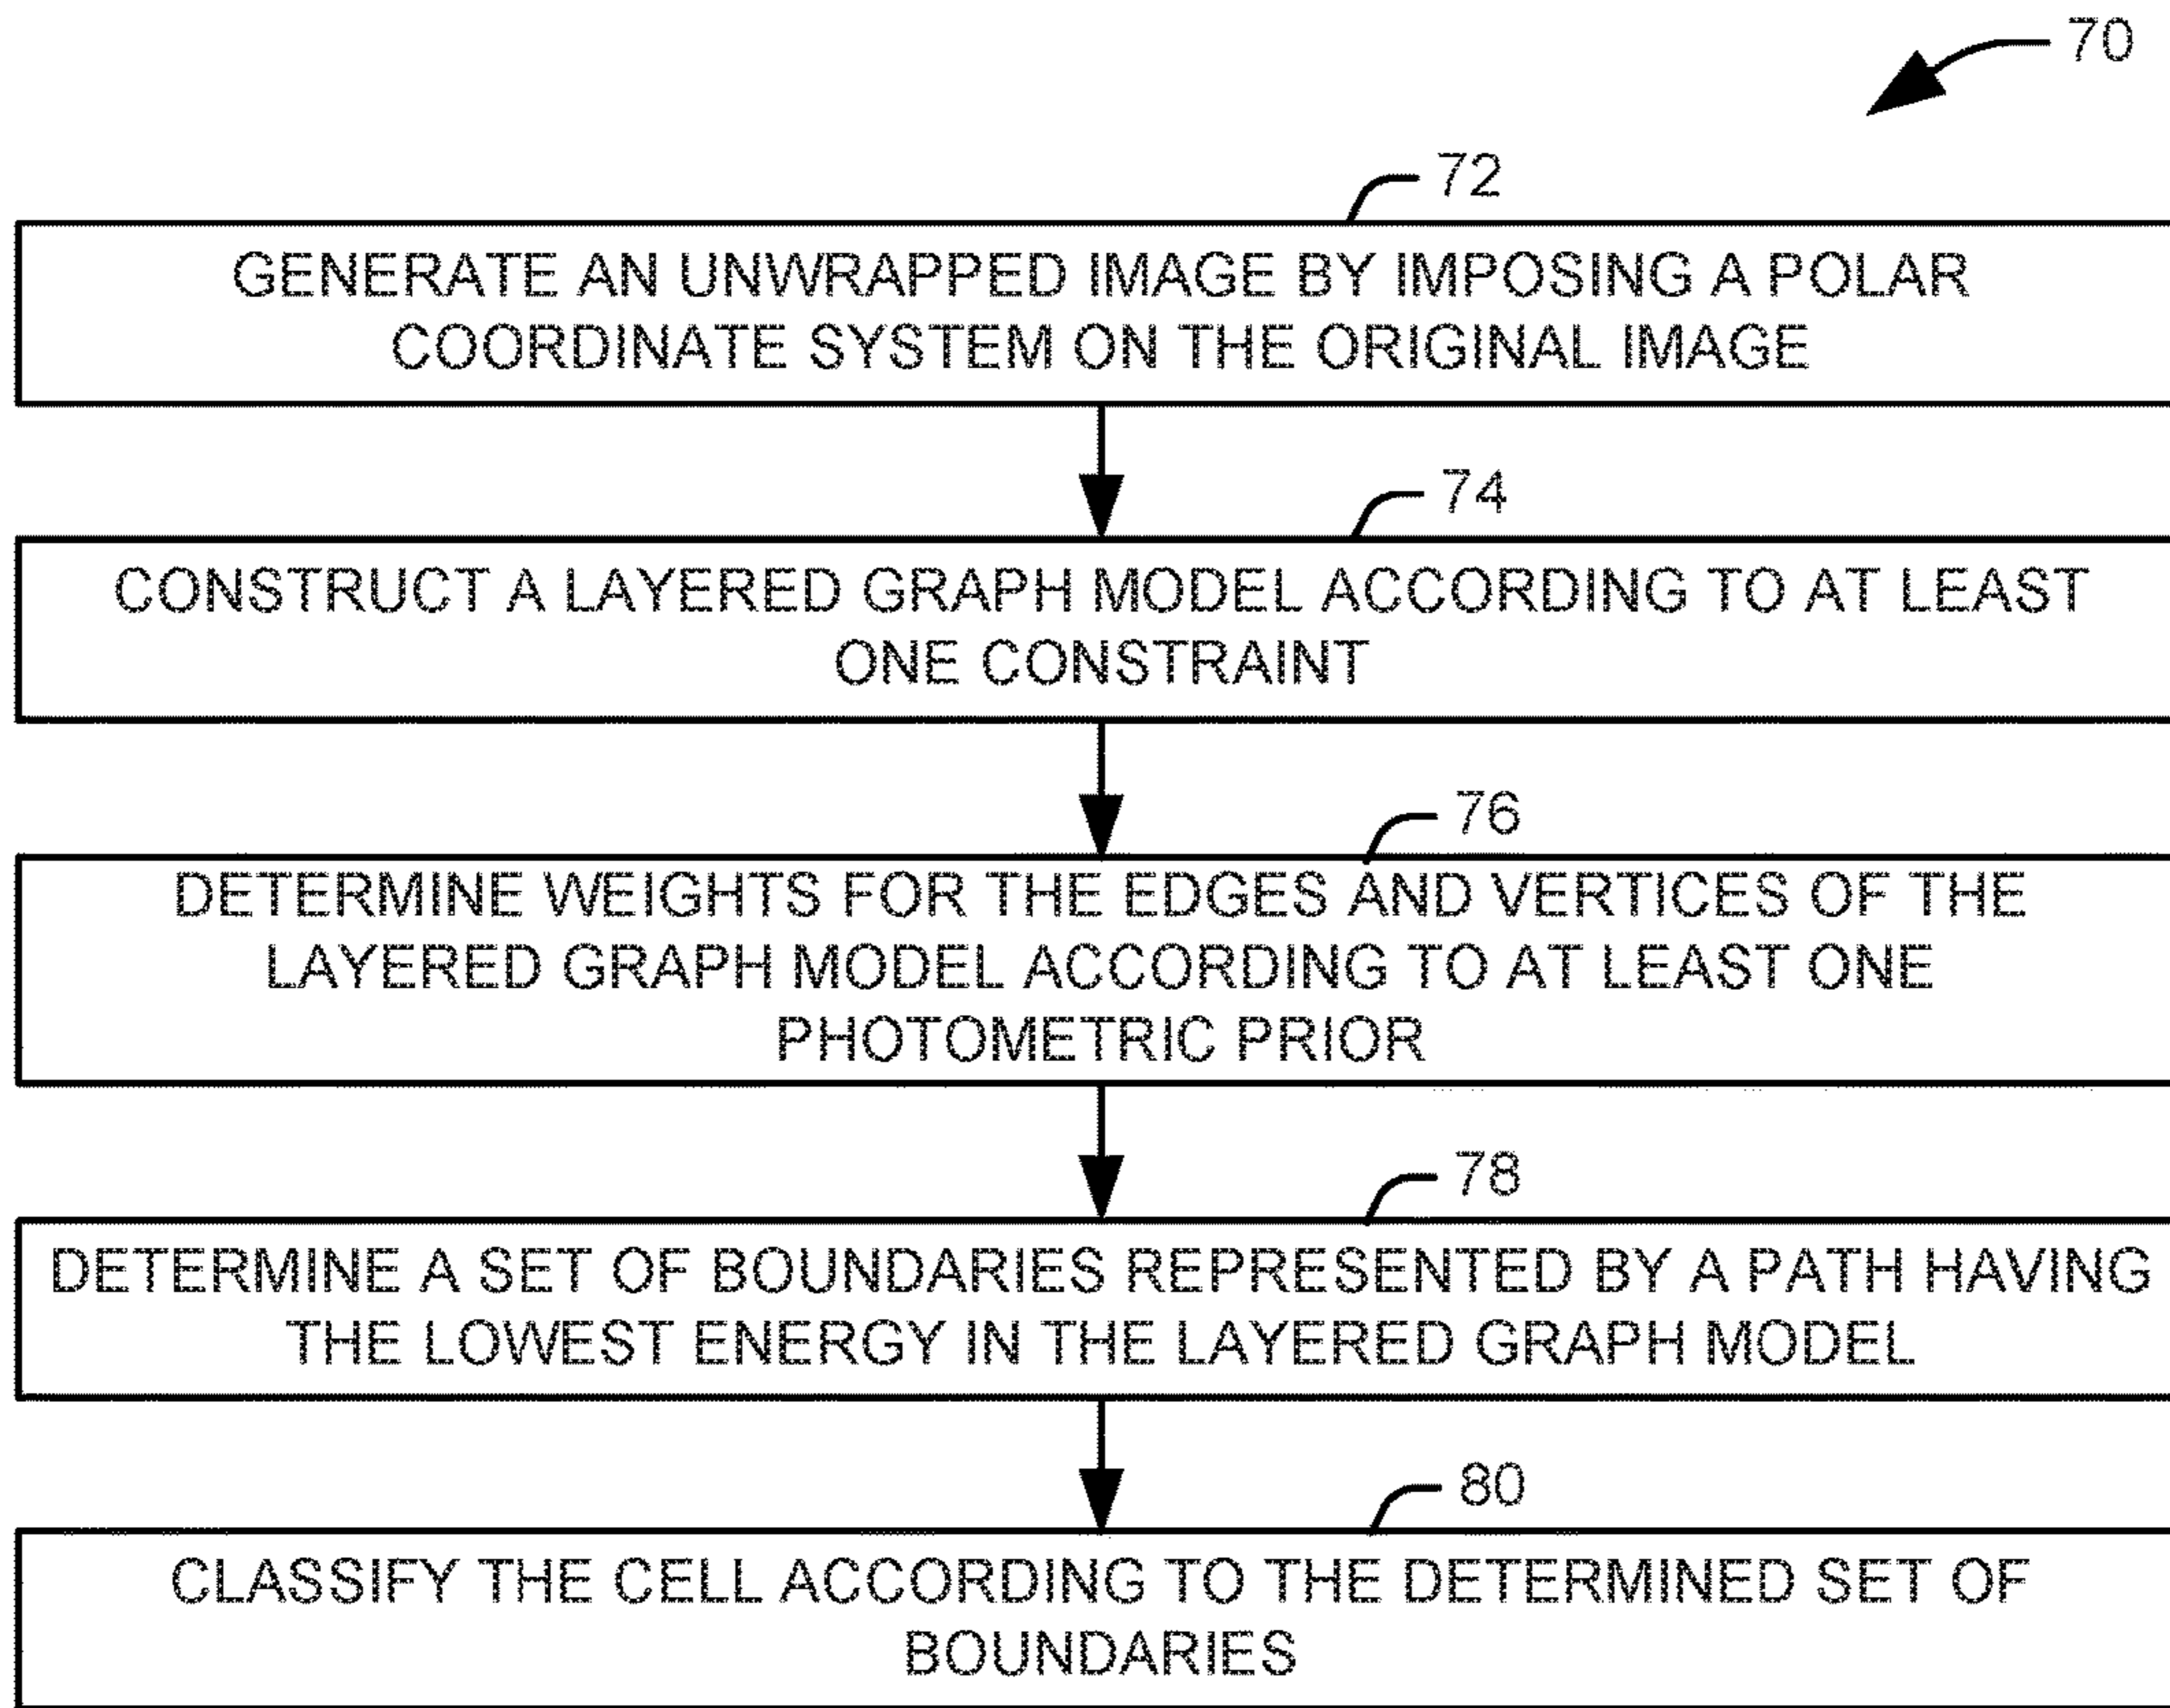 70
72
GENERATE AN UNWRAPPED IMAGE BY IMPOSING A POLAR
COORDINATE SYSTEM ON THE ORIGINAL IMAGE
74
CONSTRUCT A LAYERED GRAPH MODEL ACCORDING TO AT LEAST
ONE CONSTRAINT
76
DETERMINE WEIGHTS FOR THE EDGES AND VERTICES OF THE
LAYERED GRAPH MODEL ACCORDING TO AT LEAST ONE
PHOTOMETRIC PRIOR
78
DETERMINE A SET OF BOUNDARIES REPRESENTED BY A PATH HAVING
THE LOWEST ENERGY IN THE LAYERED GRAPH MODEL
80
CLASSIFY THE CELL ACCORDING TO THE DETERMINED SET OF
BOUNDARIES